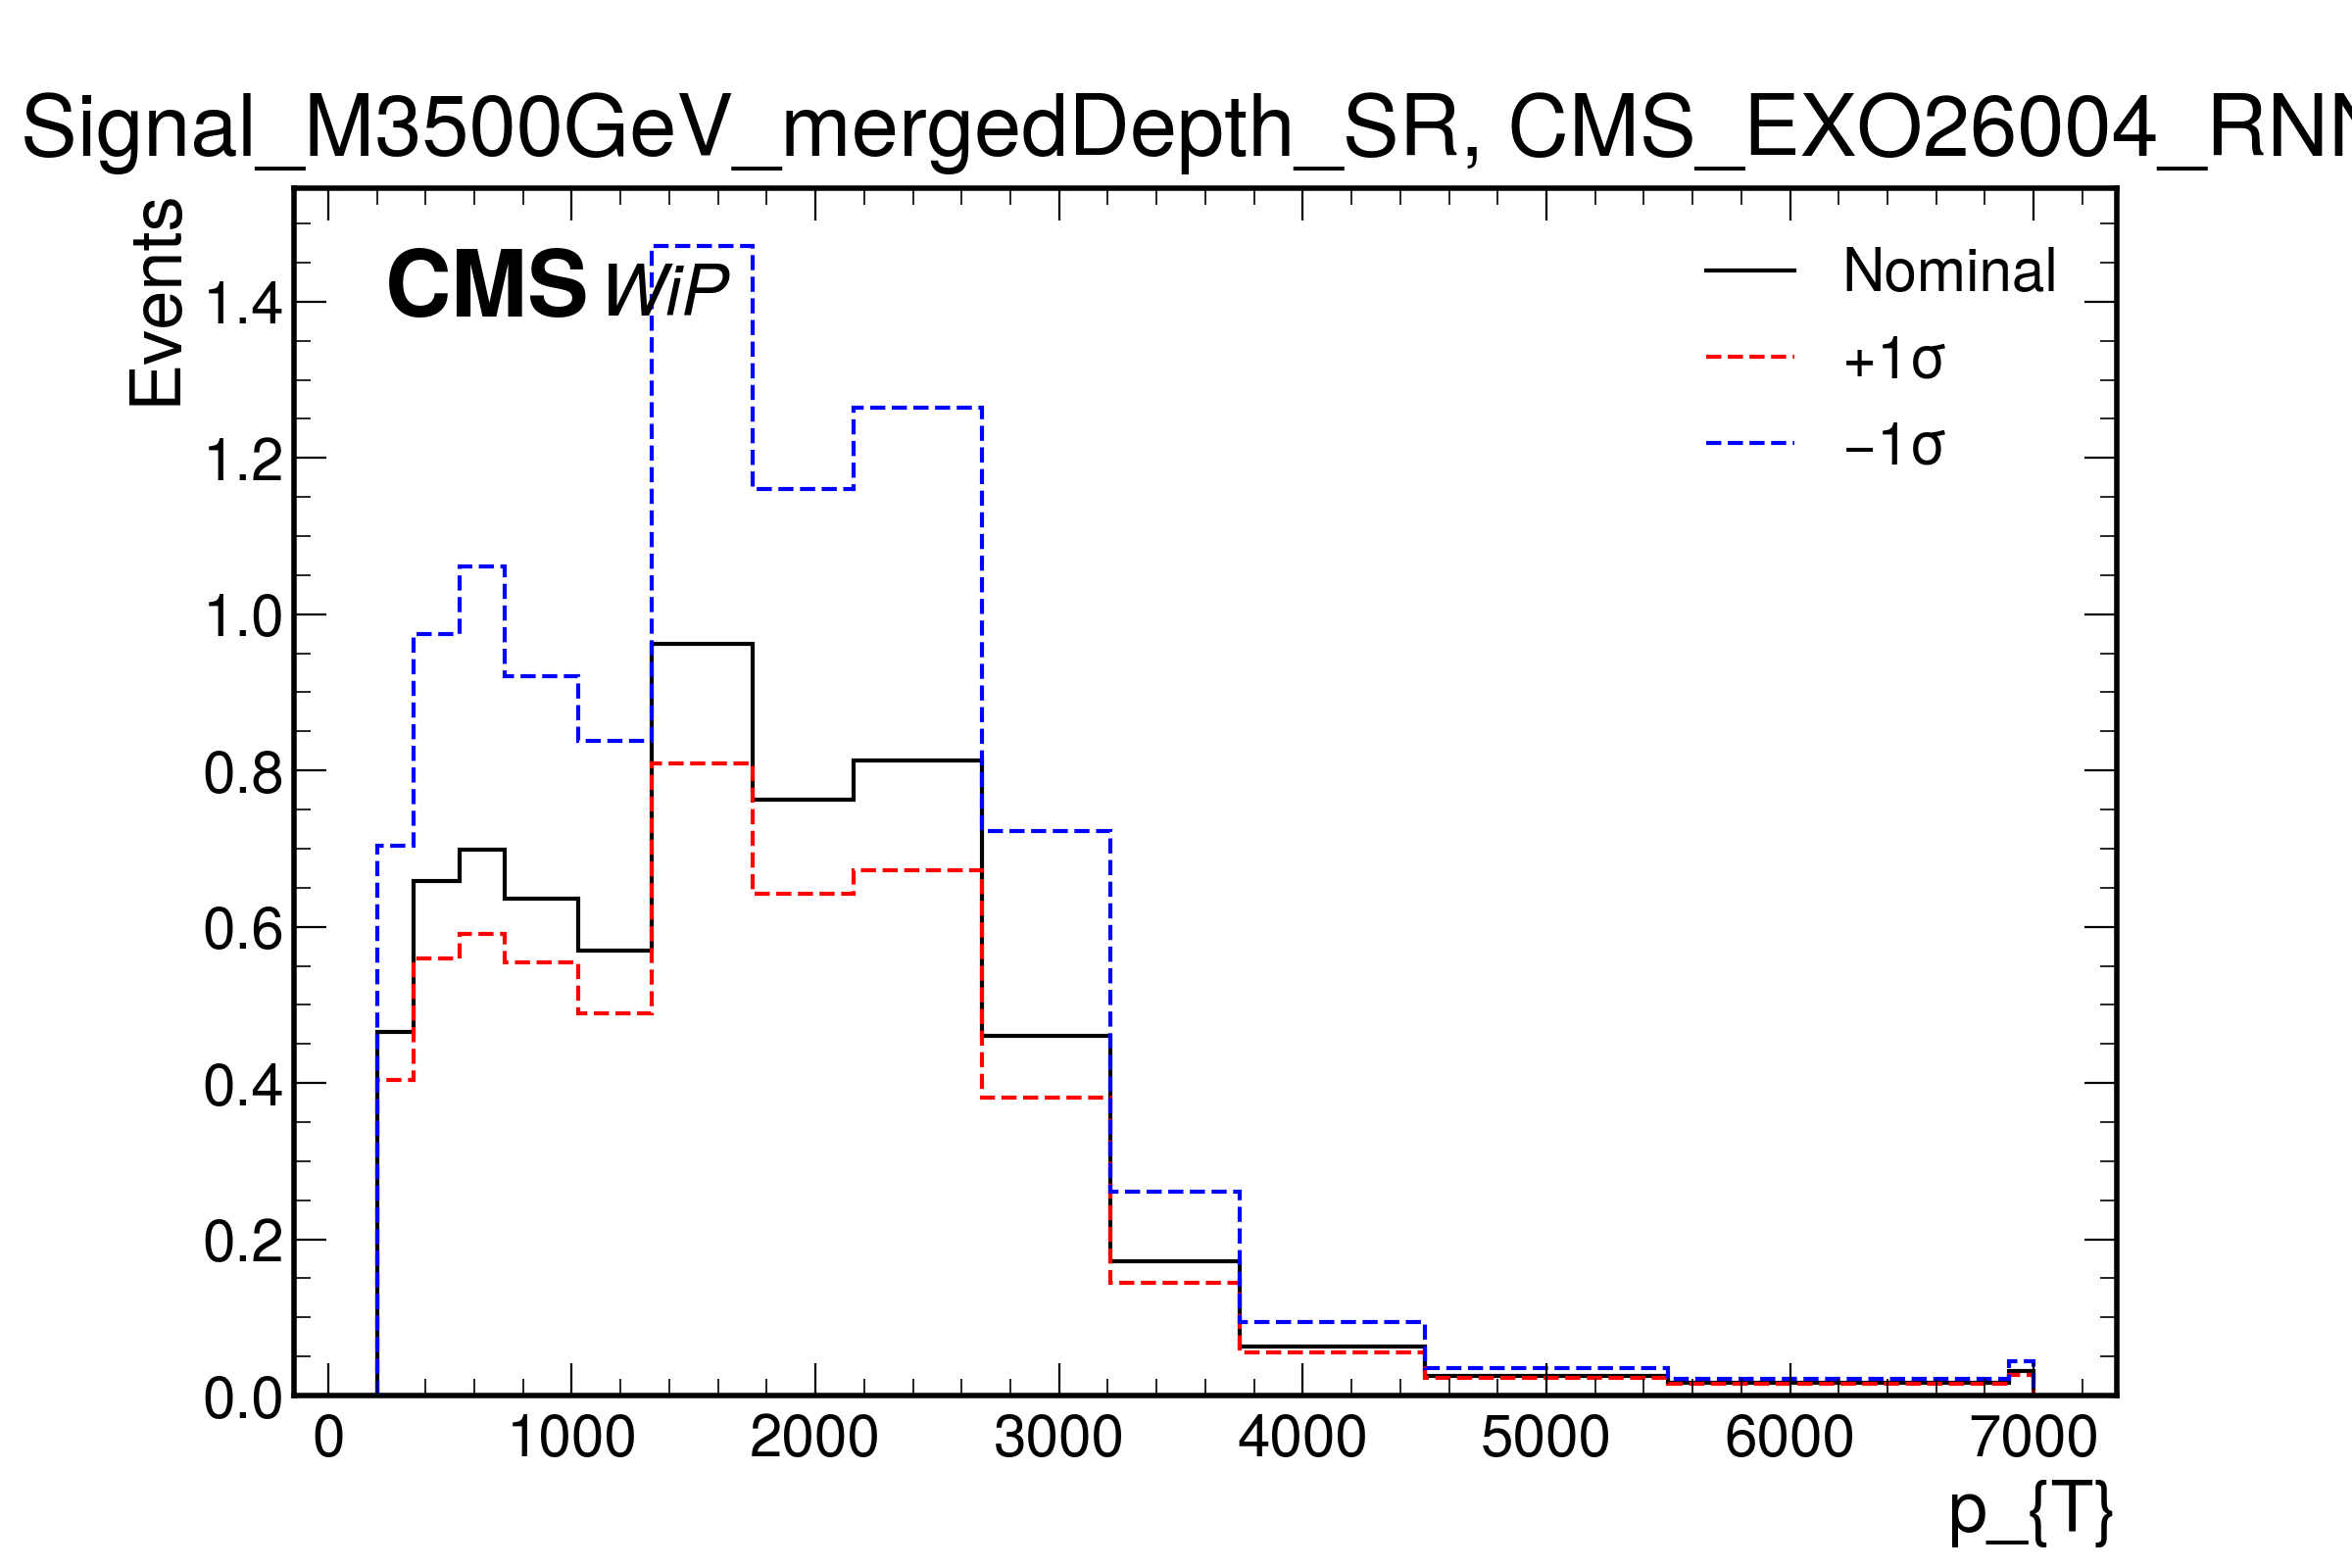 Signal_M3500GeV_mergedDepth_SR, CMS_EXO26004_RNN
Events
CMS WiP
Nominal
+1σ
−1σ
1.4
1.2
1.0
0.8
0.6
0.4
0.2
0.0
0 1000 2000 3000 4000 5000 6000 7000
p_{T}